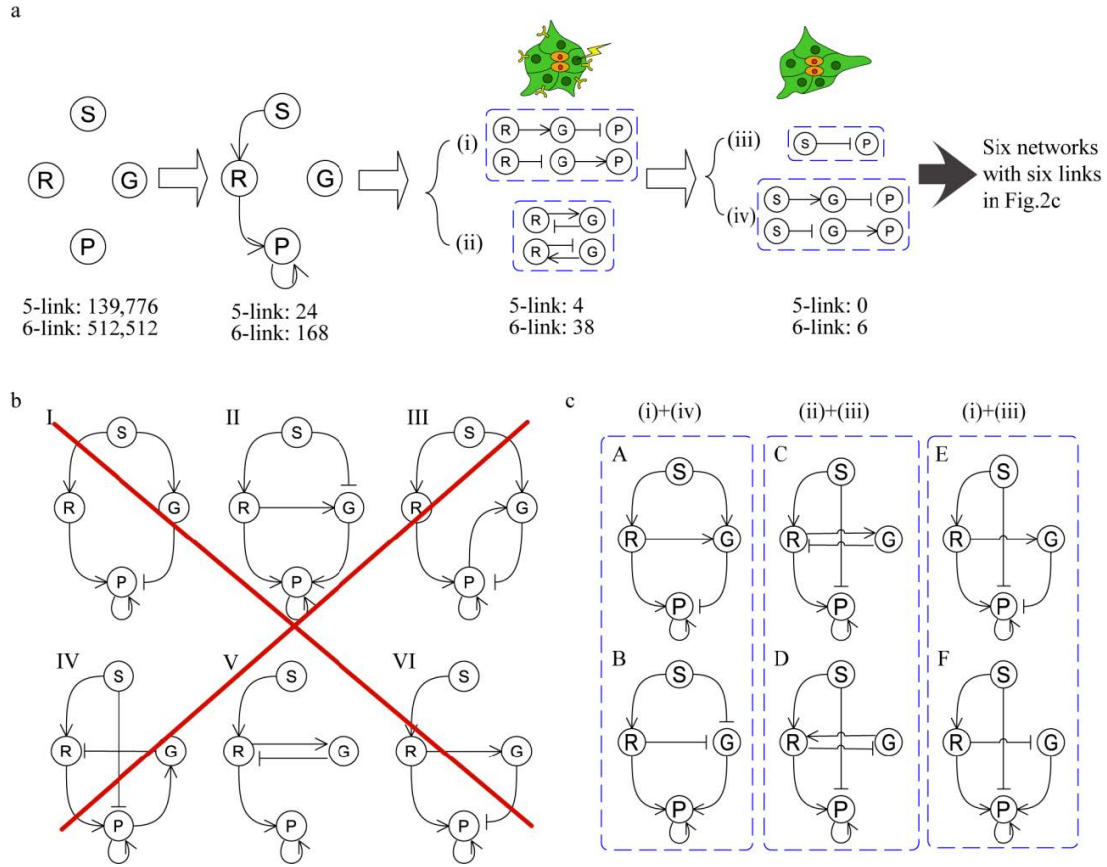 a
S
R G
P
5-link: 139,776
6-link: 512,512
S
R G
P
5-link: 24
6-link: 168
(i)
R G P
R G P
(ii)
R G
R G
5-link: 4
6-link: 38
(iii)
S P
(iv)
S G P
S G P
5-link: 0
6-link: 6
Six networks
with six links
in Fig.2c
b
I
S
R G
P
II
S
R G
P
III
S
R G
P
IV
S
R G
P
V
S
R G
P
VI
S
R G
P
c
(i)+(iv)
(ii)+(iii)
(i)+(iii)
A
S
R G
P
B
S
R G
P
C
S
R G
P
D
S
R G
P
E
S
R G
P
F
S
R G
P